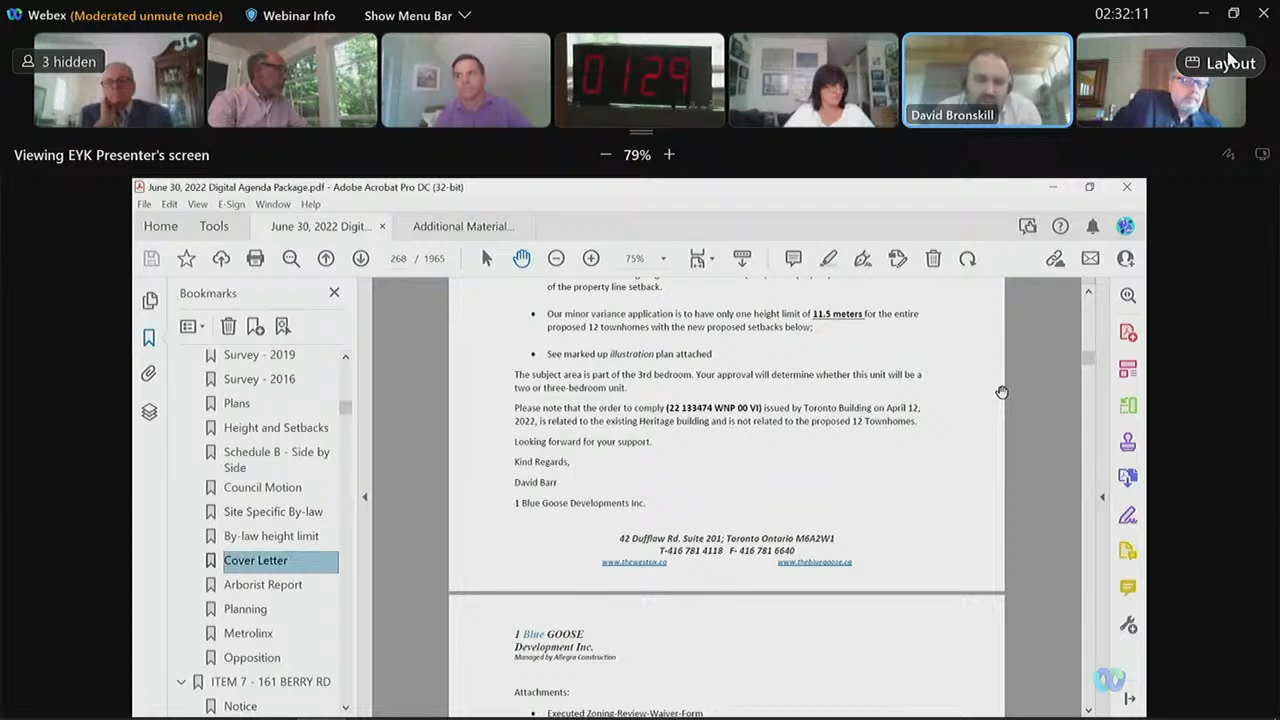 Webex (Moderated unmute mode) Webinar Info Show Menu Bar 02:32:11
3 hidden
01:29
David Bronskill
Layout
Viewing EYK Presenter's screen 79%
June 30, 2022 Digital Agenda Package.pdf - Adobe Acrobat Pro DC (32-bit)
File Edit View E-Sign Window Help
Home Tools June 30, 2022 Digit... Additional Material...
268 / 1965 75%
Bookmarks
Survey - 2019
Survey - 2016
Plans
Height and Setbacks
Schedule B - Side by
Side
Council Motion
Site Specific By-law
By-law height limit
Cover Letter
Arborist Report
Planning
Metrolinx
Opposition
ITEM 7 - 161 BERRY RD
Notice
of the property line setback.
• Our minor variance application is to have only one height limit of 11.5 meters for the entire
proposed 12 townhomes with the new proposed setbacks below;
• See marked up illustration plan attached
The subject area is part of the 3rd bedroom. Your approval will determine whether this unit will be a
two or three-bedroom unit.
Please note that the order to comply (22 133474 WNP 00 VI) issued by Toronto Building on April 12,
2022, is related to the existing Heritage building and is not related to the proposed 12 Townhomes.
Looking forward for your support.
Kind Regards,
David Barr
1 Blue Goose Developments Inc.
42 Dufflaw Rd. Suite 201; Toronto Ontario M6A2W1
T-416 781 4118 F- 416 781 6640
www.thewestsix.ca www.thebluegoose.ca
1 Blue GOOSE
Development Inc.
Managed by Allegra Construction
Attachments:
• Executed Zoning-Review-Waiver-Form